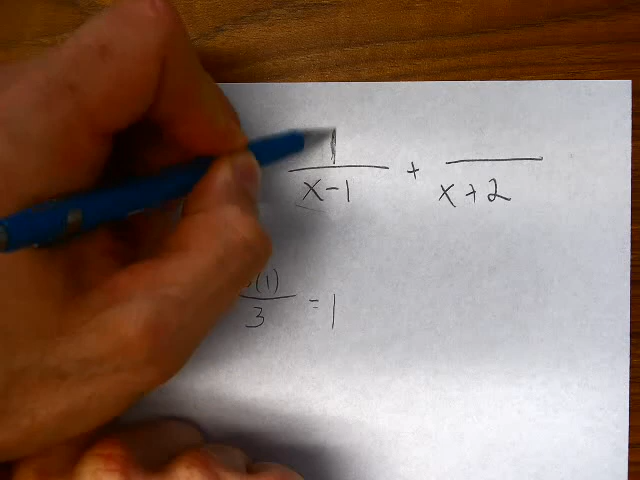 1/(x-1) + /(x+2)
(1)/3 = 1